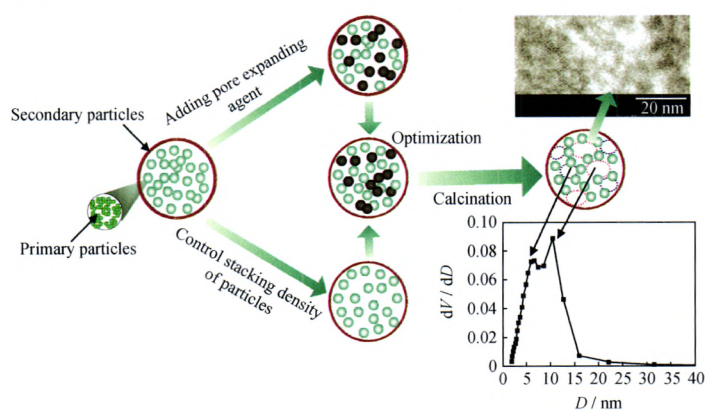 Adding pore expanding
agent
Secondary particles
Primary particles
Control stacking density
of particles
Optimization
Calcination
20 nm
dV / dD
0.10
0.08
0.06
0.04
0.02
0
0 5 10 15 20 25 30 35 40
D / nm